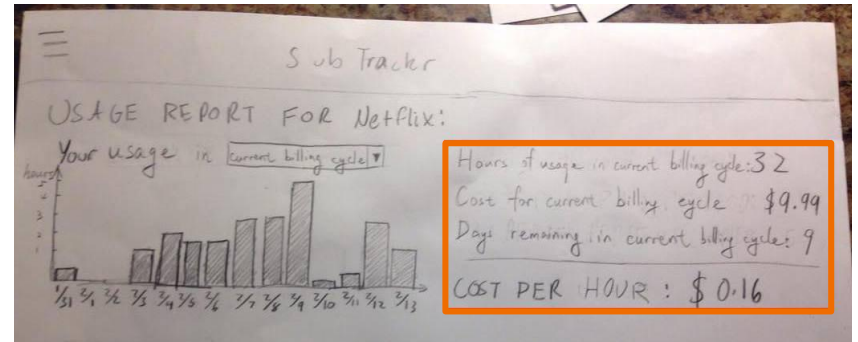 Sub Trackr
USAGE REPORT FOR Netflix:
Your usage in current billing cycle ▼
hours
5
4
3
2
1
1/31 2/1 2/2 2/3 2/4 2/5 2/6 2/7 2/8 2/9 2/10 2/11 2/12 2/13
Hours of usage in current billing cycle: 32
Cost for current billing cycle : $9.99
Days remaining in current billing cycle: 9
COST PER HOUR : $0.16